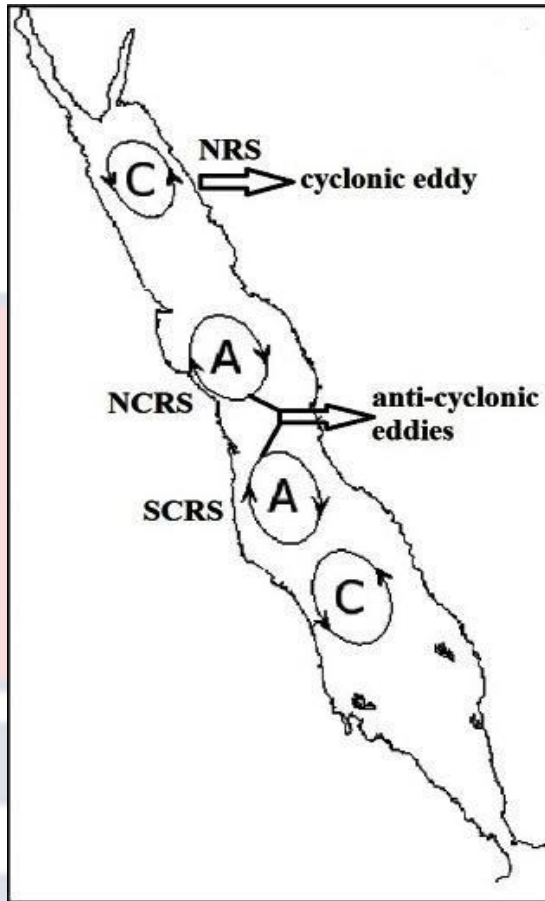 NRS
C
cyclonic eddy
A
NCRS
anti-cyclonic
eddies
A
SCRS
C